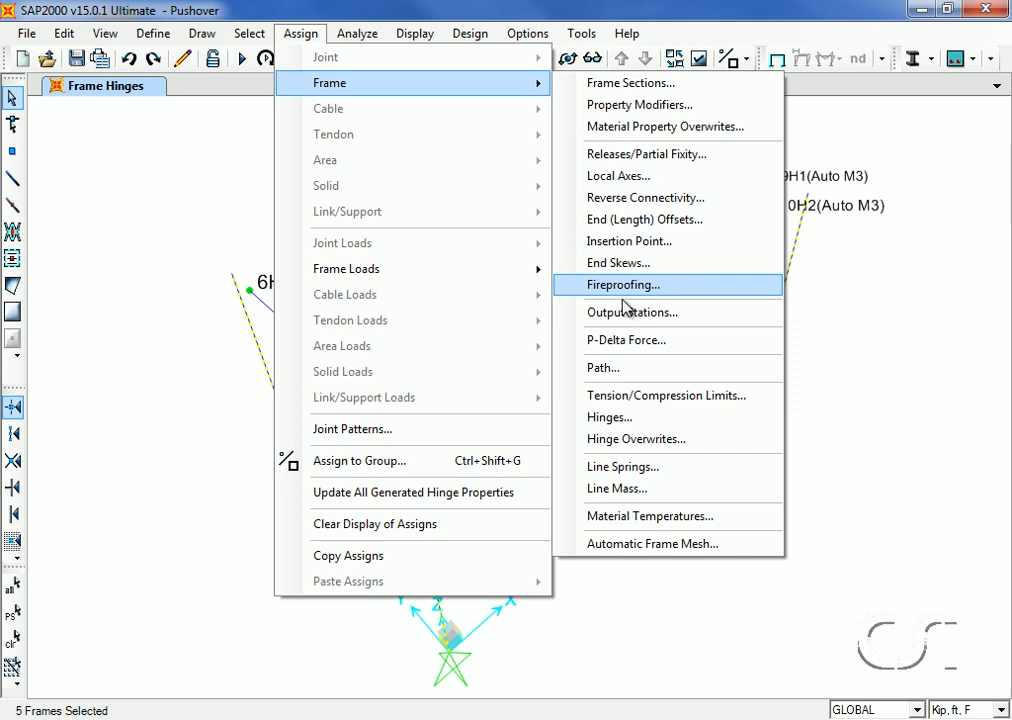 SAP2000 v15.0.1 Ultimate - Pushover
File Edit View Define Draw Select Assign Analyze Display Design Options Tools Help
nd
Frame Hinges
Joint
Frame
Cable
Tendon
Area
Solid
Link/Support
Joint Loads
Frame Loads
Cable Loads
Tendon Loads
Area Loads
Solid Loads
Link/Support Loads
Joint Patterns...
Assign to Group... Ctrl+Shift+G
Update All Generated Hinge Properties
Clear Display of Assigns
Copy Assigns
Paste Assigns
Frame Sections...
Property Modifiers...
Material Property Overwrites...
Releases/Partial Fixity...
Local Axes...
Reverse Connectivity...
End (Length) Offsets...
Insertion Point...
End Skews...
Fireproofing...
Output Stations...
P-Delta Force...
Path...
Tension/Compression Limits...
Hinges...
Hinge Overwrites...
Line Springs...
Line Mass...
Material Temperatures...
Automatic Frame Mesh...
9H1(Auto M3)
0H2(Auto M3)
6H
all
PS
clr
Y Z X
CSI
5 Frames Selected
GLOBAL
Kip, ft, F